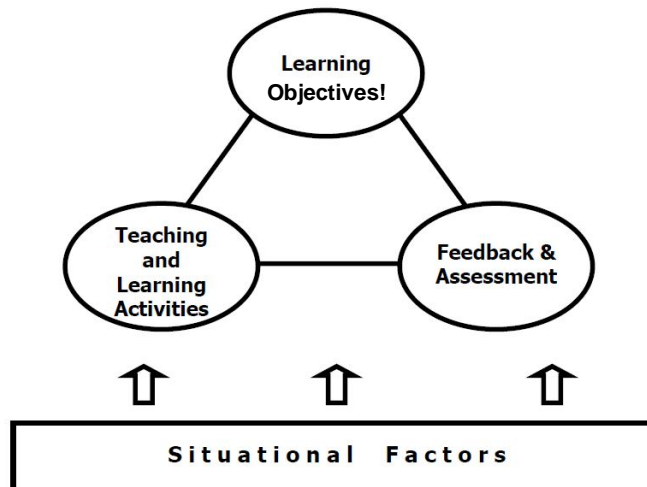 Learning
Objectives!
Teaching
and
Learning
Activities
Feedback &
Assessment
Situational Factors